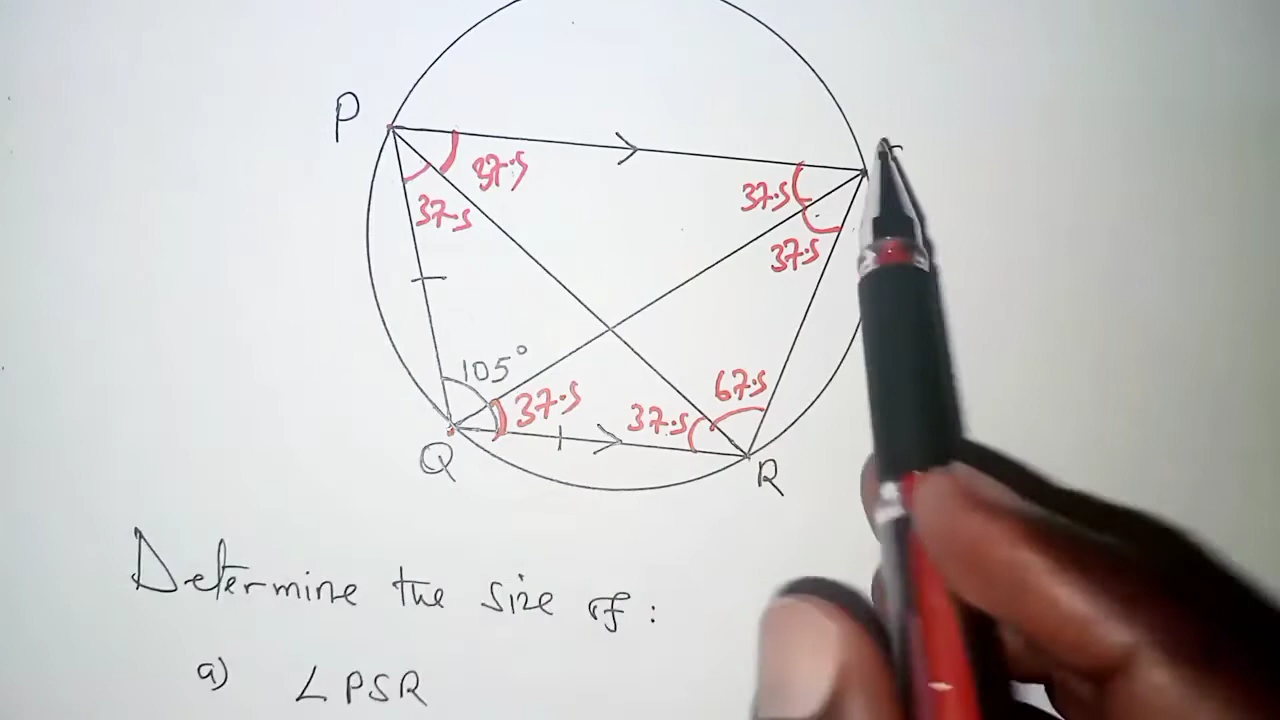 P
37.5
37.5
37.5
37.5
105°
37.5
37.5
67.5
Q
R
Determine the size of :
a) ∠PSR